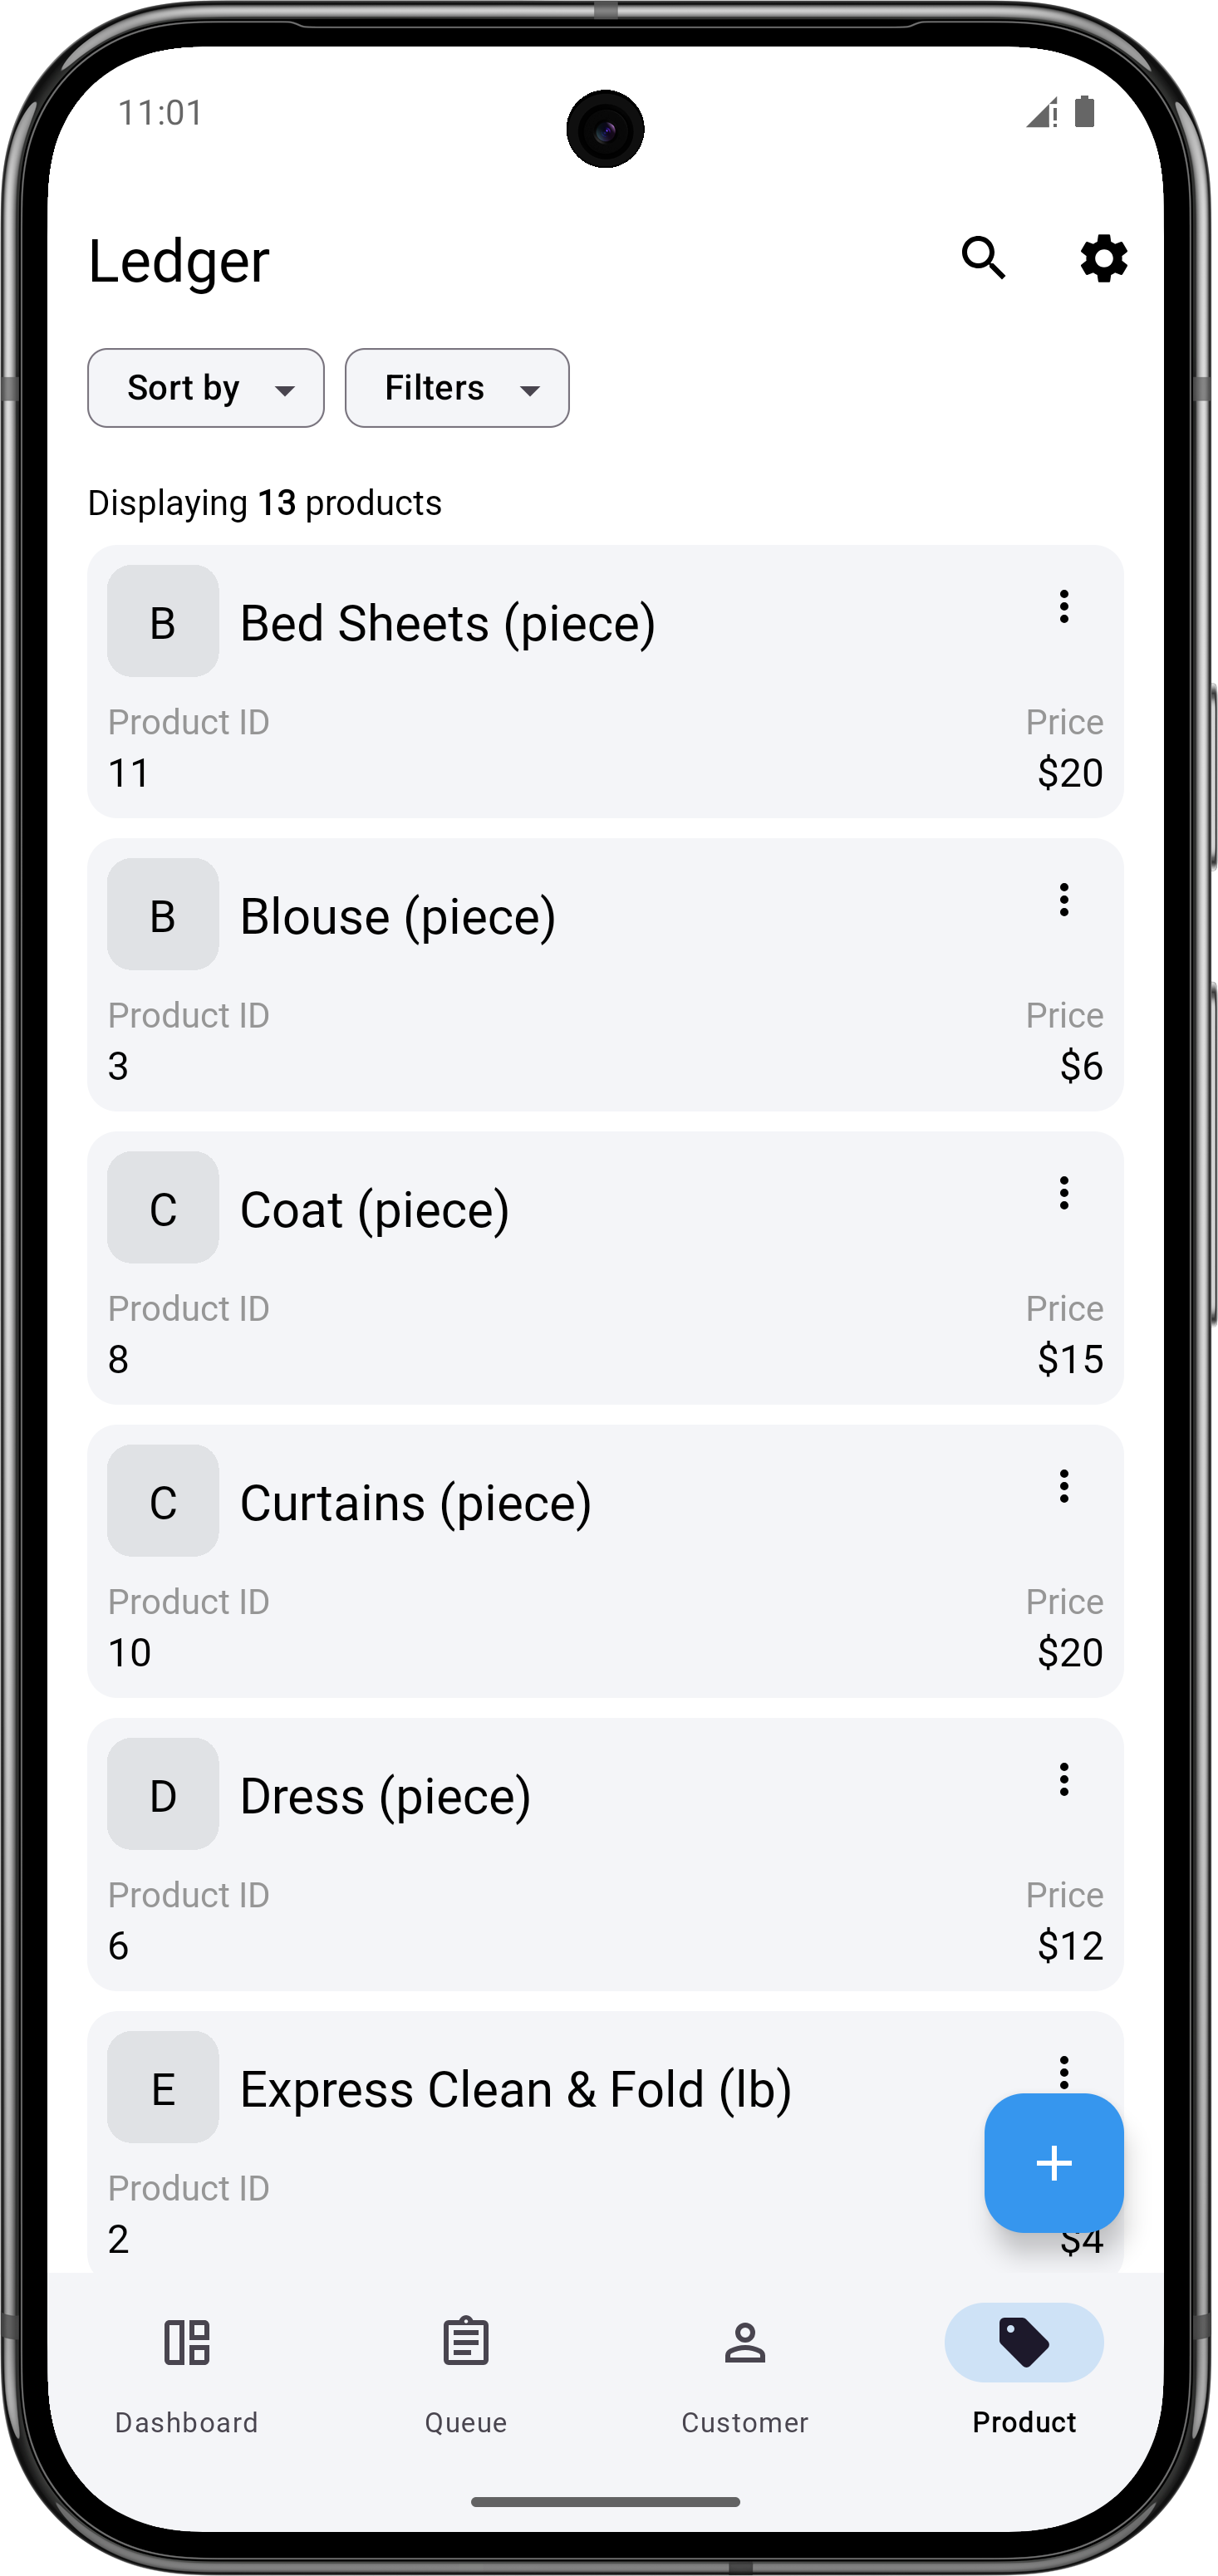 11:01
Ledger
Sort by Filters
Displaying 13 products
B Bed Sheets (piece)
Product ID Price
11 $20
B Blouse (piece)
Product ID Price
3 $6
C Coat (piece)
Product ID Price
8 $15
C Curtains (piece)
Product ID Price
10 $20
D Dress (piece)
Product ID Price
6 $12
E Express Clean & Fold (lb)
Product ID
2 $4
Dashboard Queue Customer Product